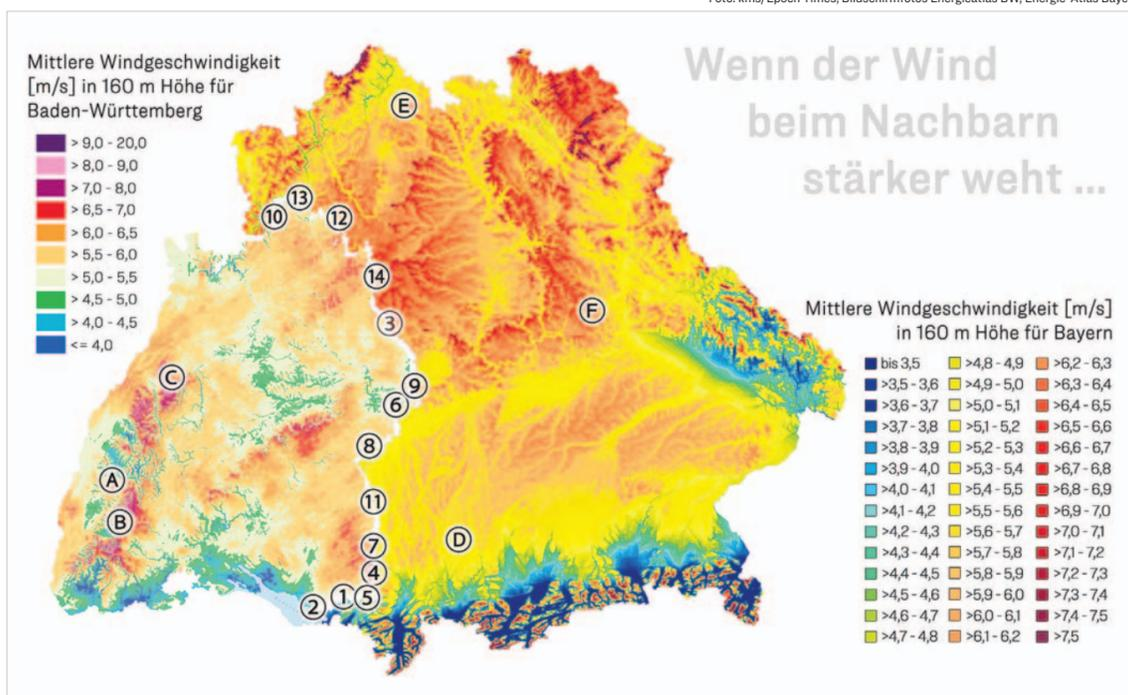 Foto: kms/Epoch Times, Bildschirmfotos Energieatlas BW, Energie-Atlas Bayern
Wenn der Wind
beim Nachbarn
stärker weht ...
Mittlere Windgeschwindigkeit
[m/s] in 160 m Höhe für
Baden-Württemberg
> 9,0 - 20,0
> 8,0 - 9,0
> 7,0 - 8,0
> 6,5 - 7,0
> 6,0 - 6,5
> 5,5 - 6,0
> 5,0 - 5,5
> 4,5 - 5,0
> 4,0 - 4,5
<= 4,0
E
13
10
12
14
3
F
C
9
6
8
A
11
B
D
7
4
1
5
2
Mittlere Windgeschwindigkeit [m/s]
in 160 m Höhe für Bayern
bis 3,5 >4,8 - 4,9 >6,2 - 6,3
>3,5 - 3,6 >4,9 - 5,0 >6,3 - 6,4
>3,6 - 3,7 >5,0 - 5,1 >6,4 - 6,5
>3,7 - 3,8 >5,1 - 5,2 >6,5 - 6,6
>3,8 - 3,9 >5,2 - 5,3 >6,6 - 6,7
>3,9 - 4,0 >5,3 - 5,4 >6,7 - 6,8
>4,0 - 4,1 >5,4 - 5,5 >6,8 - 6,9
>4,1 - 4,2 >5,5 - 5,6 >6,9 - 7,0
>4,2 - 4,3 >5,6 - 5,7 >7,0 - 7,1
>4,3 - 4,4 >5,7 - 5,8 >7,1 - 7,2
>4,4 - 4,5 >5,8 - 5,9 >7,2 - 7,3
>4,5 - 4,6 >5,9 - 6,0 >7,3 - 7,4
>4,6 - 4,7 >6,0 - 6,1 >7,4 - 7,5
>4,7 - 4,8 >6,1 - 6,2 >7,5